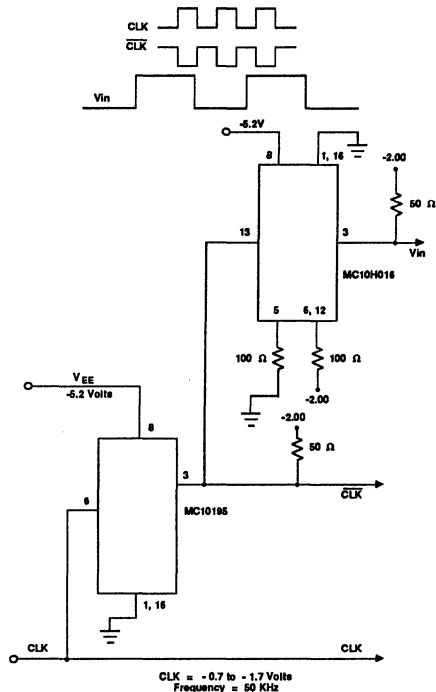 CLK
CLK
Vin
-5.2V
8
1, 16
-2.00
50 Ω
13
3
Vin
MC10H016
5
6, 12
100 Ω
100 Ω
-2.00
VEE
-5.2 Volts
-2.00
50 Ω
8
3
CLK
6
MC10195
1, 16
CLK
CLK
CLK = - 0.7 to - 1.7 Volts
Frequency = 50 KHz